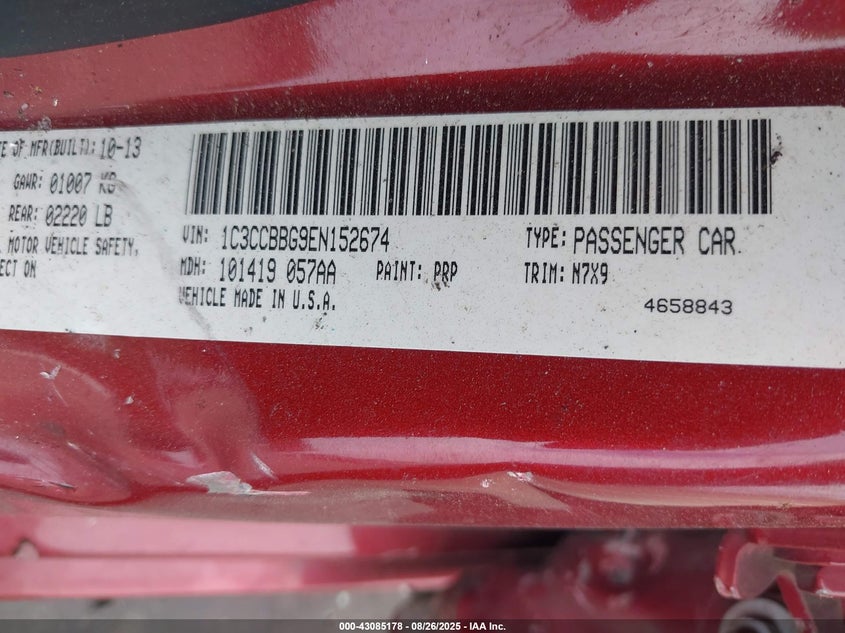 TE OF MFR(BUILT): 10-13
GAWR: 01007 KG
REAR: 02220 LB
MOTOR VEHICLE SAFETY,
ECT ON
VIN: 1C3CCBBG9EN152674 TYPE: PASSENGER CAR
MDH: 101419 057AA PAINT: PRP TRIM: N7X9
VEHICLE MADE IN U.S.A. 4658843
000-43085178 - 08/26/2025 - IAA Inc.